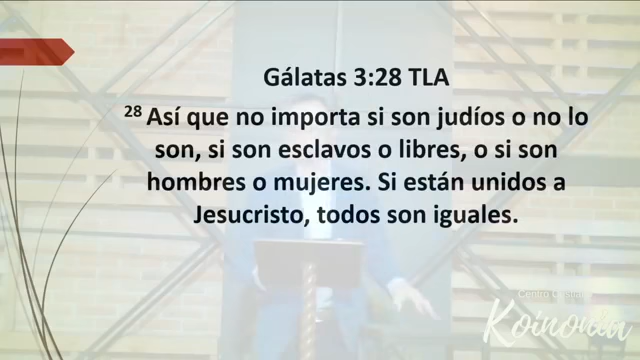 Gálatas 3:28 TLA
28 Así que no importa si son judíos o no lo
son, si son esclavos o libres, o si son
hombres o mujeres. Si están unidos a
Jesucristo, todos son iguales.
Centro
Koinonia